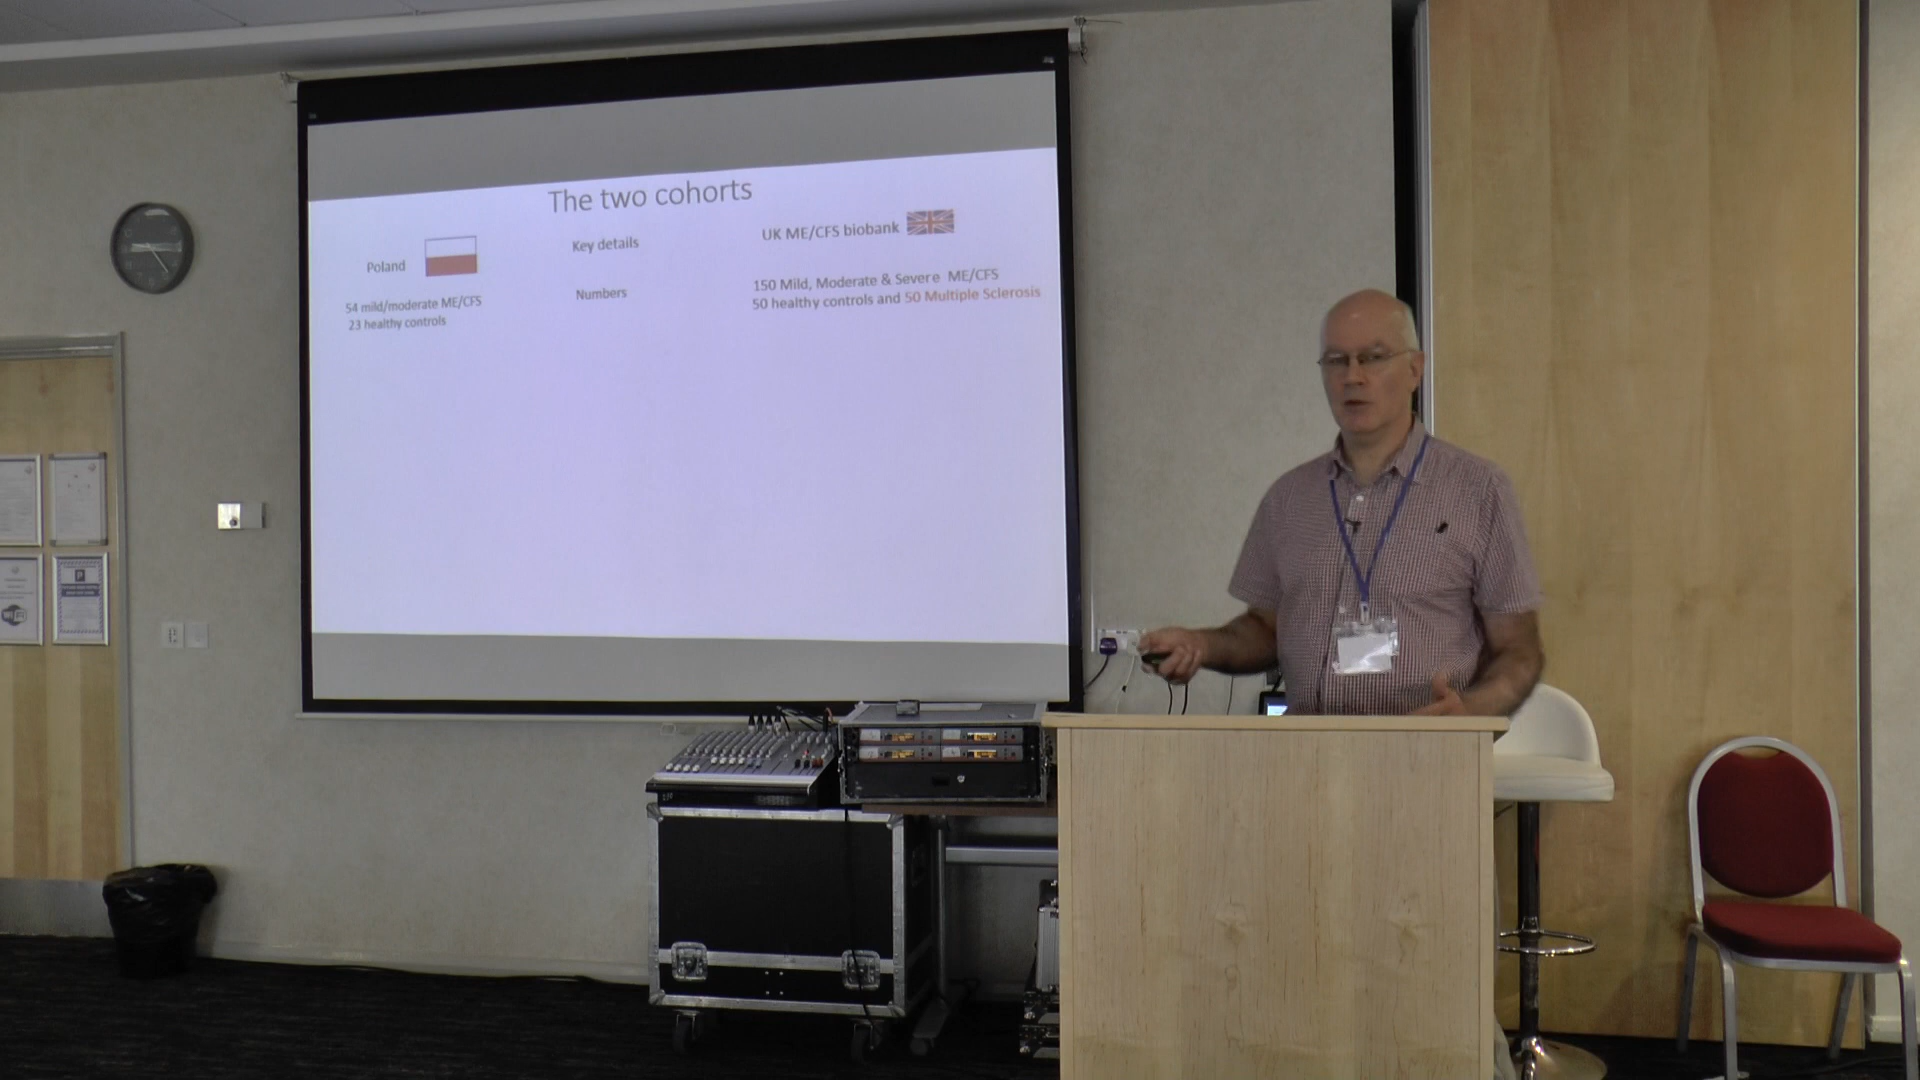 The two cohorts
Key details
UK ME/CFS biobank
Poland
Numbers
150 Mild, Moderate & Severe ME/CFS
50 healthy controls and 50 Multiple Sclerosis
54 mild/moderate ME/CFS
23 healthy controls
P